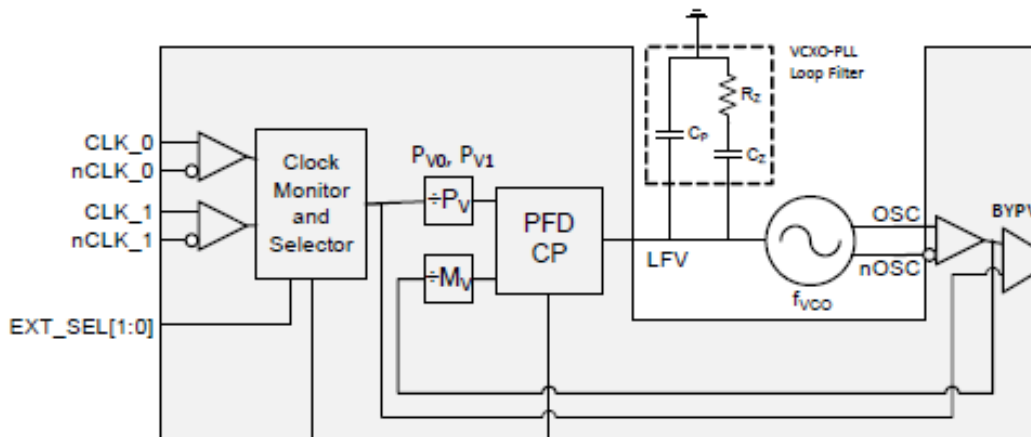 VCXO-PLL
Loop Filter
RZ
CP
CZ
CLK_0
nCLK_0
CLK_1
nCLK_1
EXT_SEL[1:0]
Clock
Monitor
and
Selector
PV0, PV1
÷PV
÷MV
PFD
CP
LFV
fVCO
OSC
nOSC
BYPV